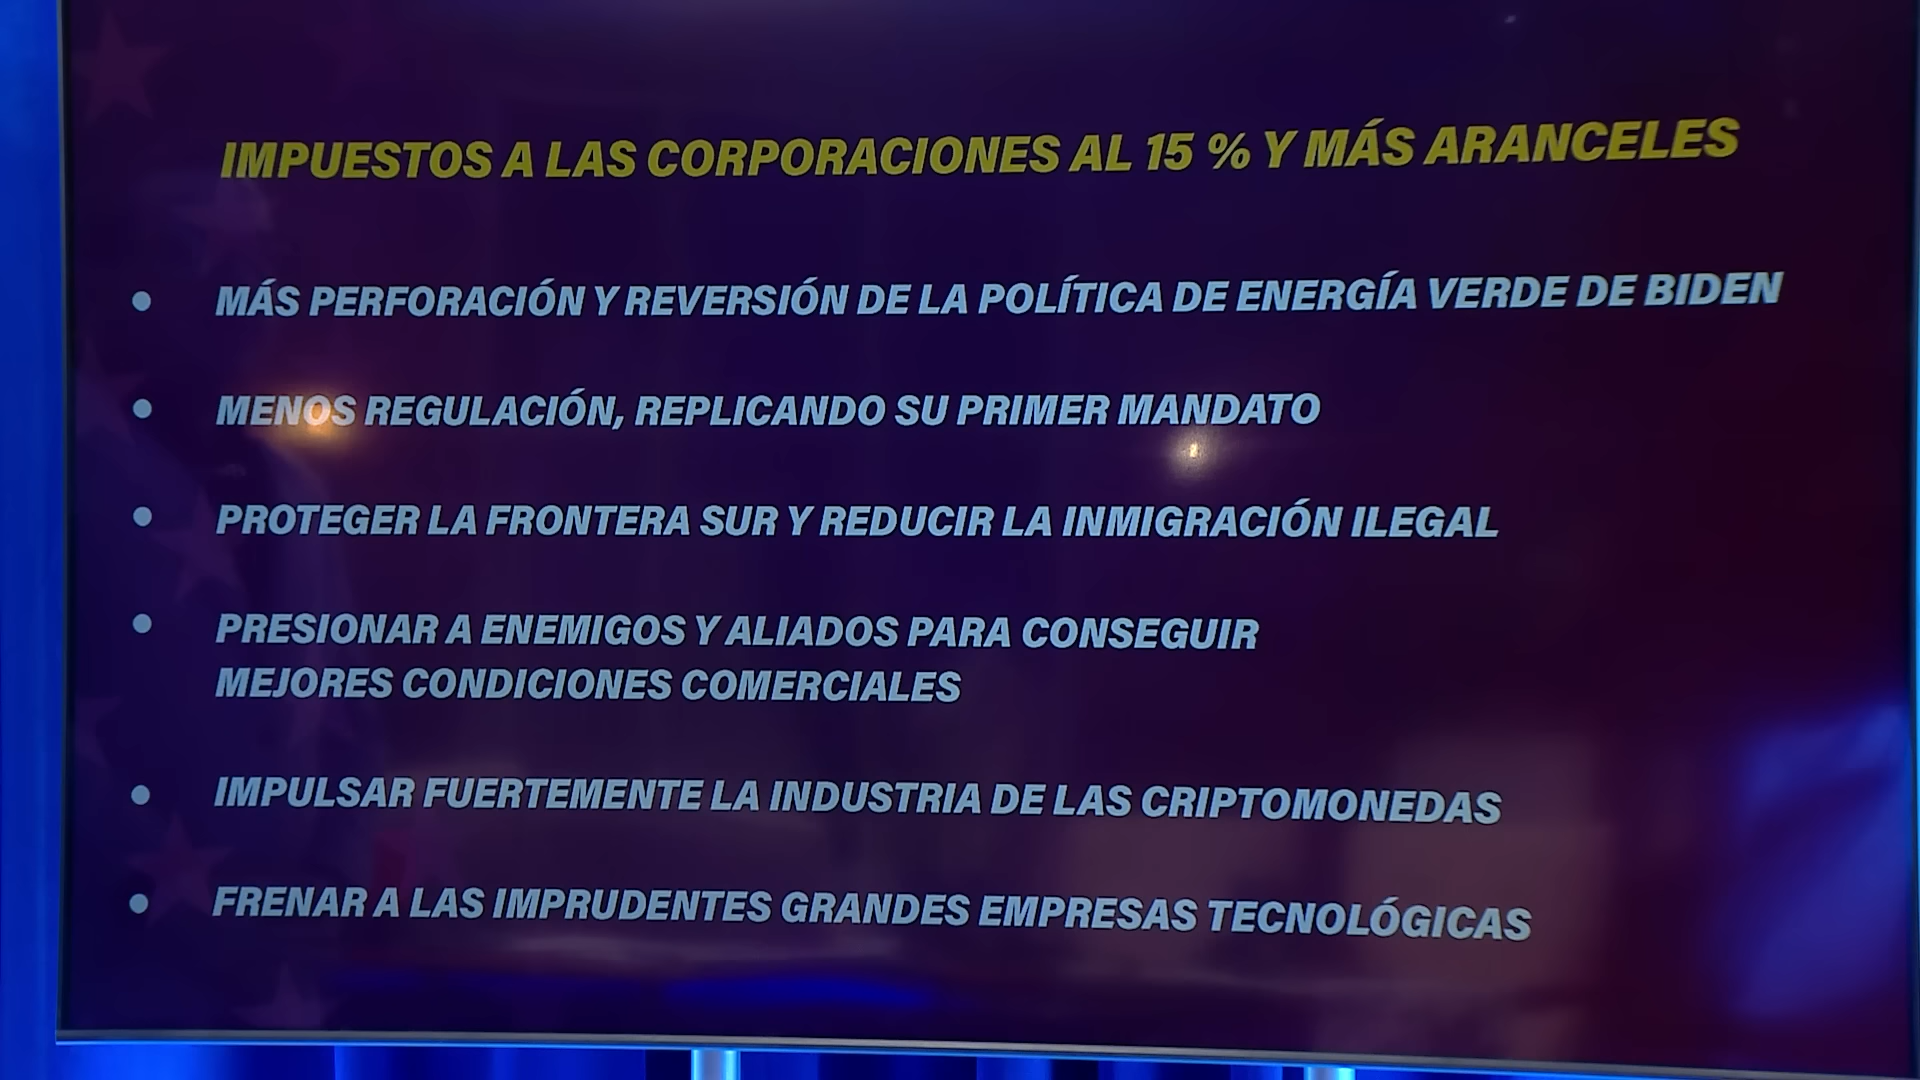 IMPUESTOS A LAS CORPORACIONES AL 15 % Y MÁS ARANCELES
• MÁS PERFORACIÓN Y REVERSIÓN DE LA POLÍTICA DE ENERGÍA VERDE DE BIDEN
• MENOS REGULACIÓN, REPLICANDO SU PRIMER MANDATO
• PROTEGER LA FRONTERA SUR Y REDUCIR LA INMIGRACIÓN ILEGAL
• PRESIONAR A ENEMIGOS Y ALIADOS PARA CONSEGUIR
MEJORES CONDICIONES COMERCIALES
• IMPULSAR FUERTEMENTE LA INDUSTRIA DE LAS CRIPTOMONEDAS
• FRENAR A LAS IMPRUDENTES GRANDES EMPRESAS TECNOLÓGICAS